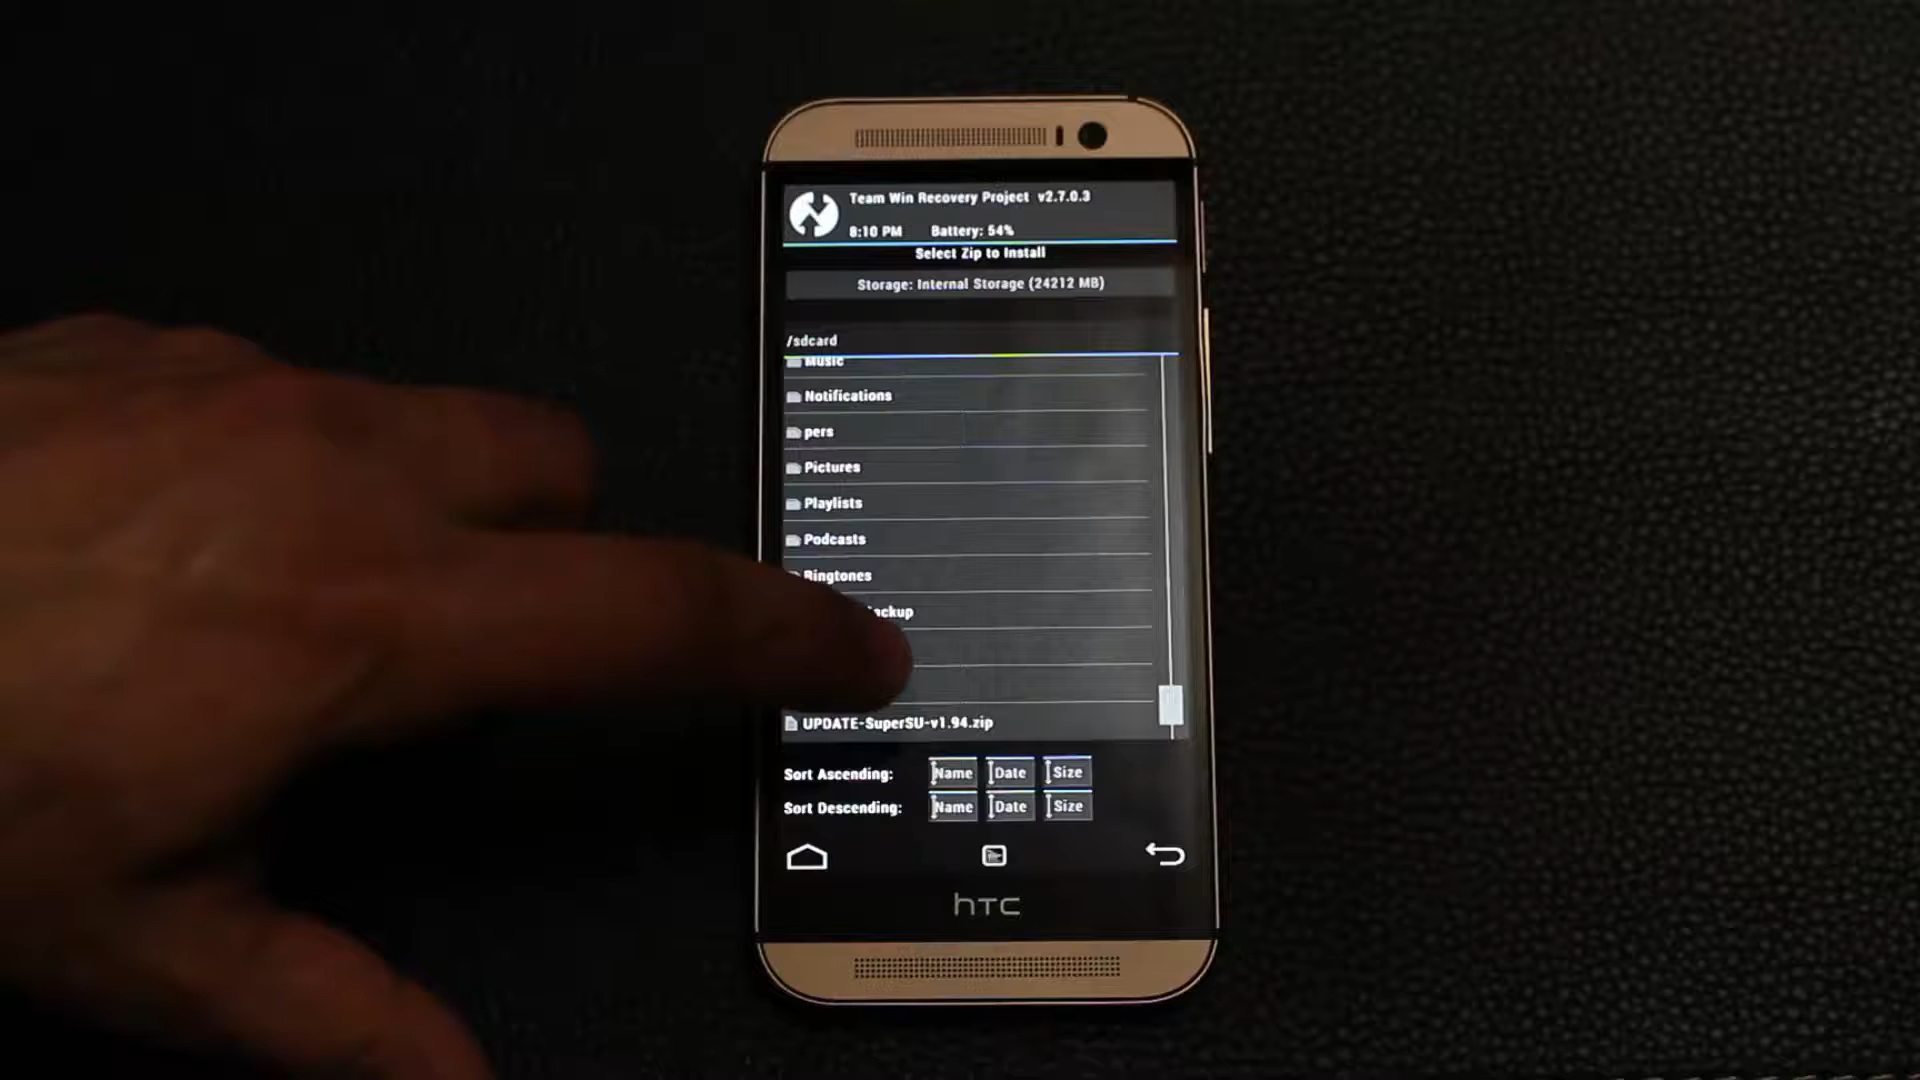 Team Win Recovery Project v2.7.0.3
8:10 PM Battery: 54%
Select Zip to Install
Storage: Internal Storage (24212 MB)
/sdcard
Music
Notifications
pers
Pictures
Playlists
Podcasts
Ringtones
UPDATE-SuperSU-v1.94.zip
Sort Ascending: Name Date Size
Sort Descending: Name Date Size
hTC